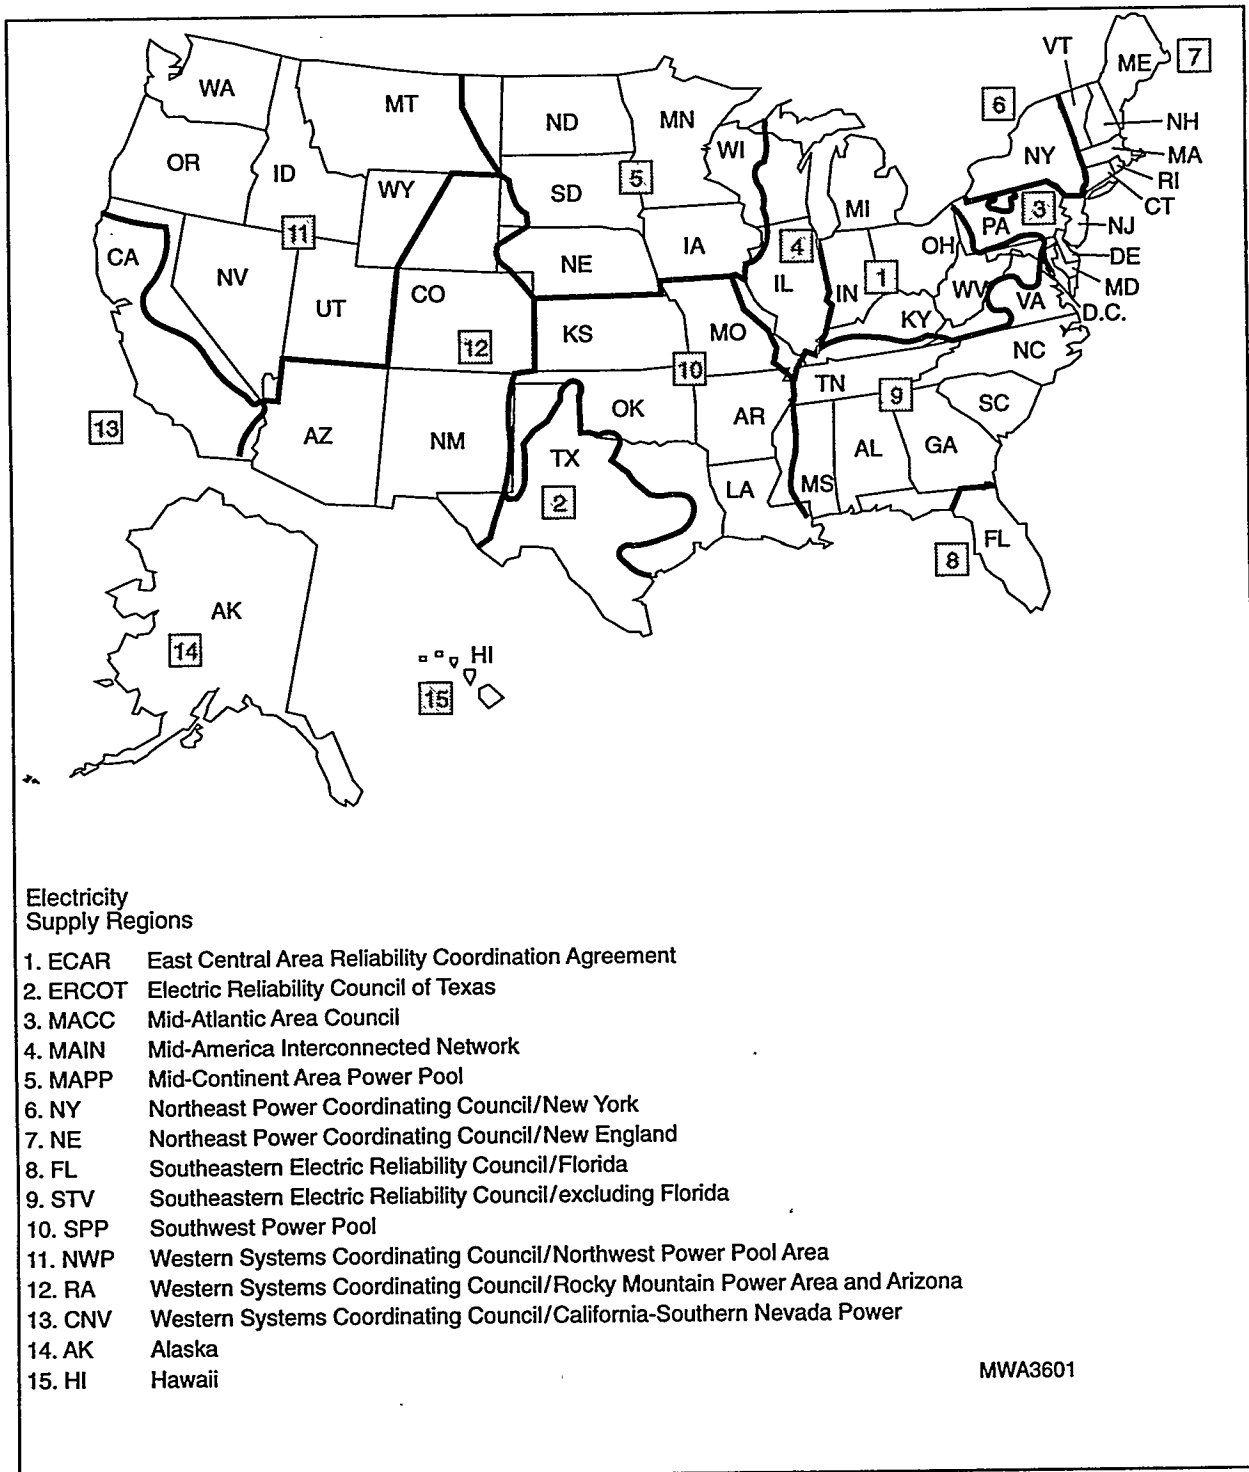 VT
ME
7
WA
MT
6
ND
MN
NH
WI
NY
MA
OR
ID
5
RI
WY
SD
CT
MI
3
PA
NJ
11
4
OH
IA
DE
CA
NE
1
NV
IL
MD
CO
IN
WV
VA
UT
D.C.
KY
KS
MO
12
NC
10
TN
9
SC
OK
AR
13
AZ
NM
AL
GA
TX
LA
MS
2
FL
8
AK
14
HI
15
Electricity
Supply Regions
1. ECAR East Central Area Reliability Coordination Agreement
2. ERCOT Electric Reliability Council of Texas
3. MACC Mid-Atlantic Area Council
4. MAIN Mid-America Interconnected Network
5. MAPP Mid-Continent Area Power Pool
6. NY Northeast Power Coordinating Council/New York
7. NE Northeast Power Coordinating Council/New England
8. FL Southeastern Electric Reliability Council/Florida
9. STV Southeastern Electric Reliability Council/excluding Florida
10. SPP Southwest Power Pool
11. NWP Western Systems Coordinating Council/Northwest Power Pool Area
12. RA Western Systems Coordinating Council/Rocky Mountain Power Area and Arizona
13. CNV Western Systems Coordinating Council/California-Southern Nevada Power
14. AK Alaska
15. HI Hawaii
MWA3601